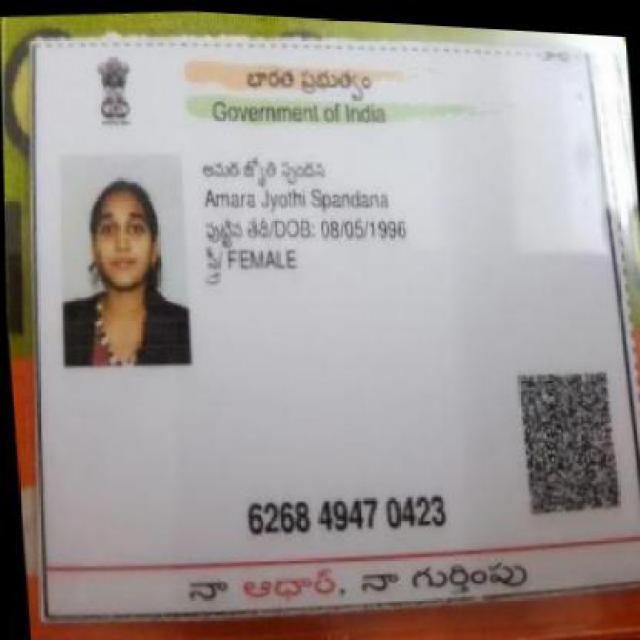 భారత ప్రభుత్వం
Government of India
అమర జ్యోతి స్పందన
Amara Jyothi Spandana
పుట్టిన తేదీ/DOB: 08/05/1996
స్త్రీ/ FEMALE
6268 4947 0423
నా ఆధార్, నా గుర్తింపు